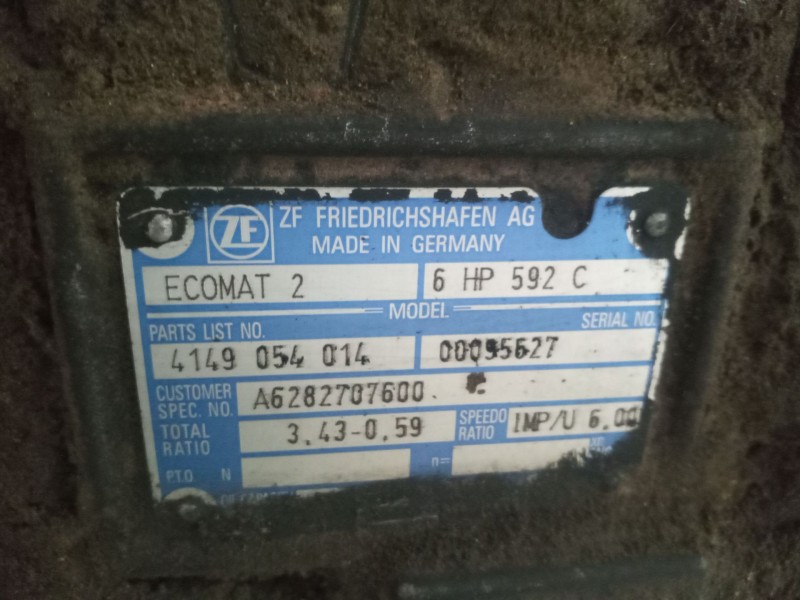 ZF ZF FRIEDRICHSHAFEN AG
MADE IN GERMANY
ECOMAT 2 6 HP 592 C
MODEL
PARTS LIST NO. SERIAL NO.
4149 054 014 00095627
CUSTOMER SPEC. NO. A6282707600
TOTAL RATIO 3.43-0.59 SPEEDO RATIO IMP/U 6.00
P.T.O. N n=